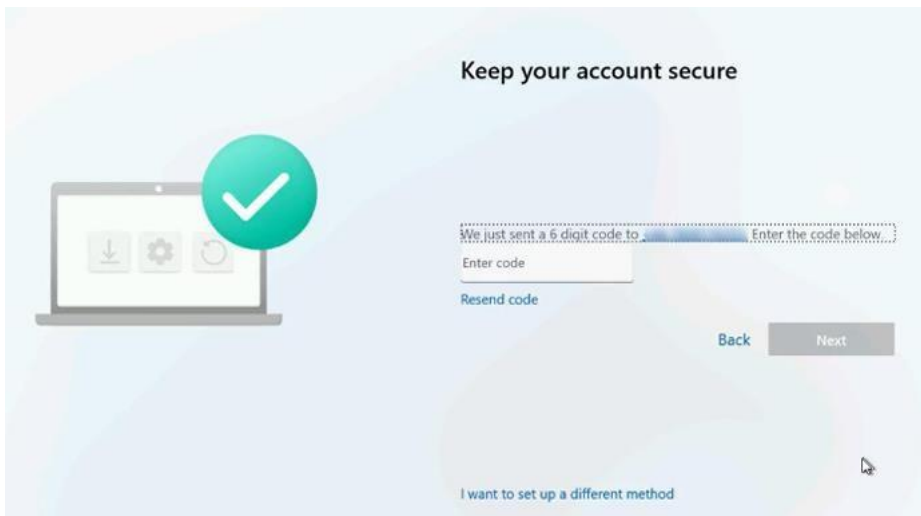 Keep your account secure
We just sent a 6 digit code to Enter the code below.
Enter code
Resend code
Back
Next
I want to set up a different method